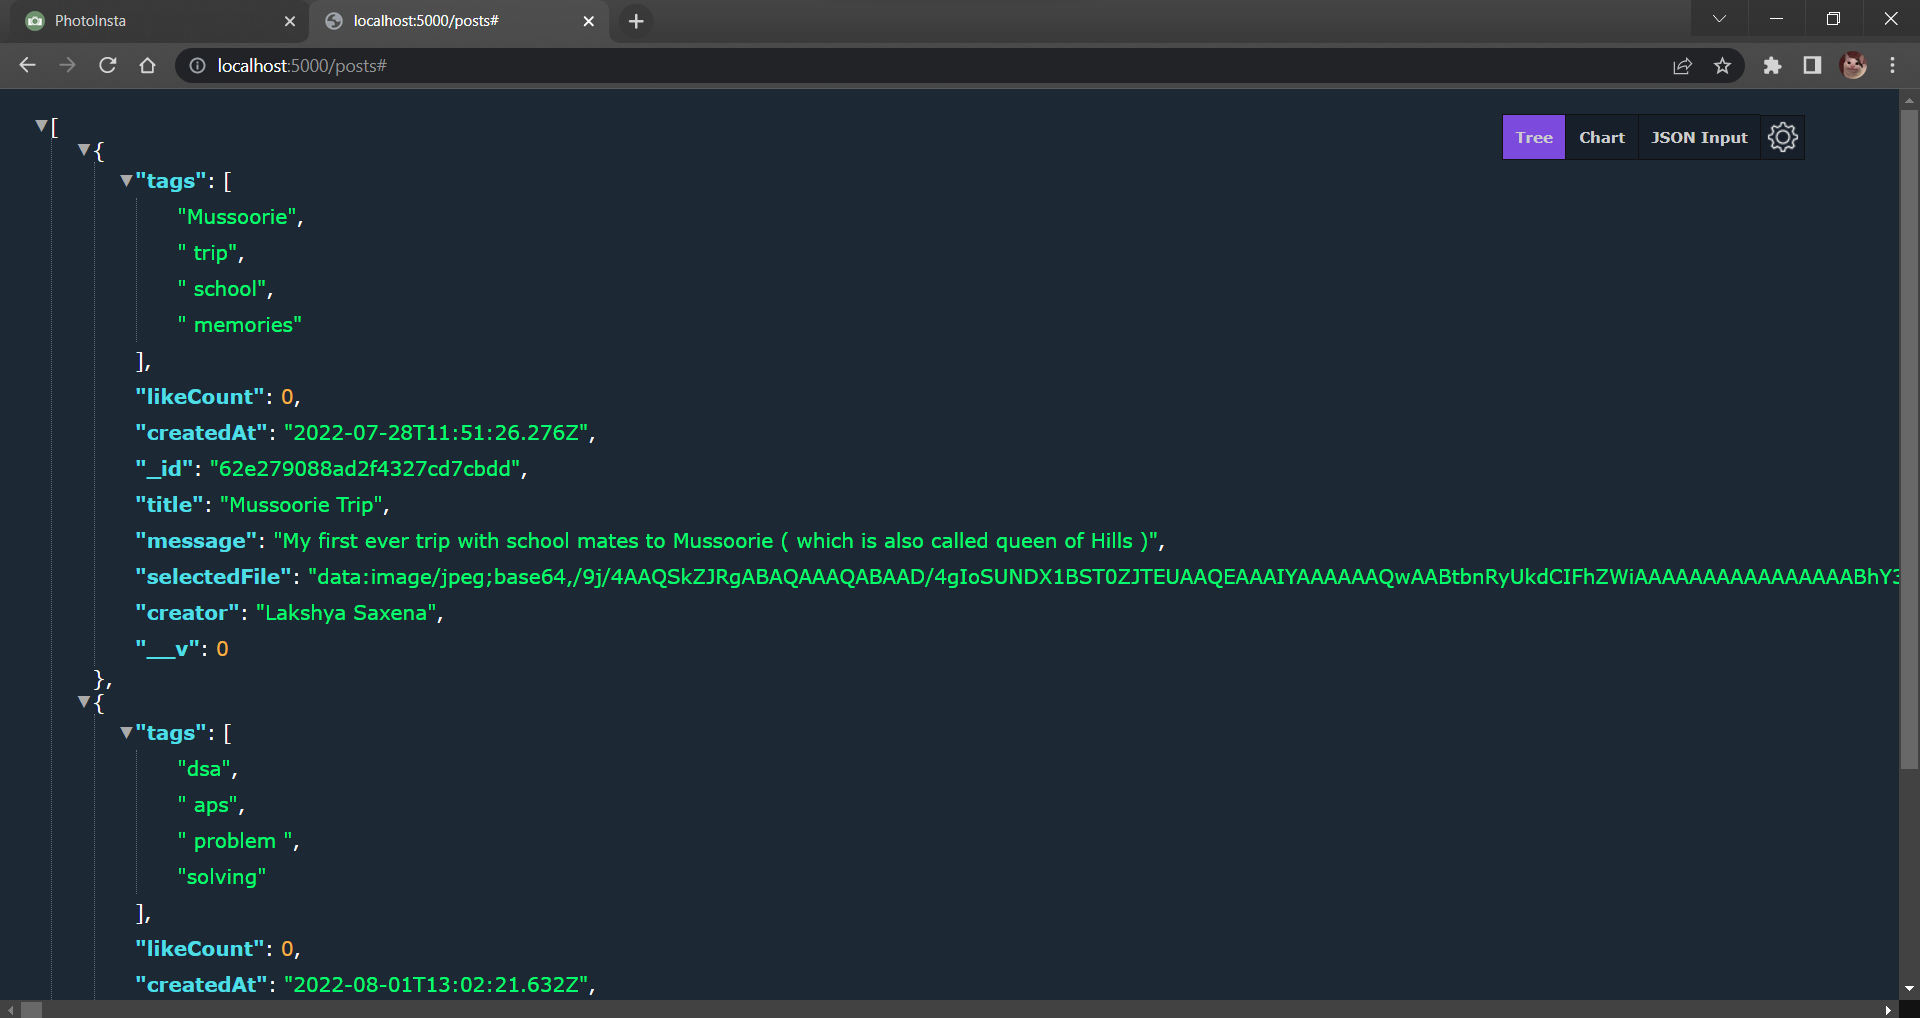 PhotoInsta
localhost:5000/posts#
localhost:5000/posts#
Tree Chart JSON Input
[
{
"tags": [
"Mussoorie",
" trip",
" school",
" memories"
],
"likeCount": 0,
"createdAt": "2022-07-28T11:51:26.276Z",
"_id": "62e279088ad2f4327cd7cbdd",
"title": "Mussoorie Trip",
"message": "My first ever trip with school mates to Mussoorie ( which is also called queen of Hills )",
"selectedFile": "data:image/jpeg;base64,/9j/4AAQSkZJRgABAQAAAQABAAD/4gIoSUNDX1BST0ZJTEUAAQEAAAIYAAAAAAQwAABtbnRyUkdCIFhZWiAAAAAAAAAAAAAAAABhY3
"creator": "Lakshya Saxena",
"__v": 0
},
{
"tags": [
"dsa",
" aps",
" problem ",
"solving"
],
"likeCount": 0,
"createdAt": "2022-08-01T13:02:21.632Z",